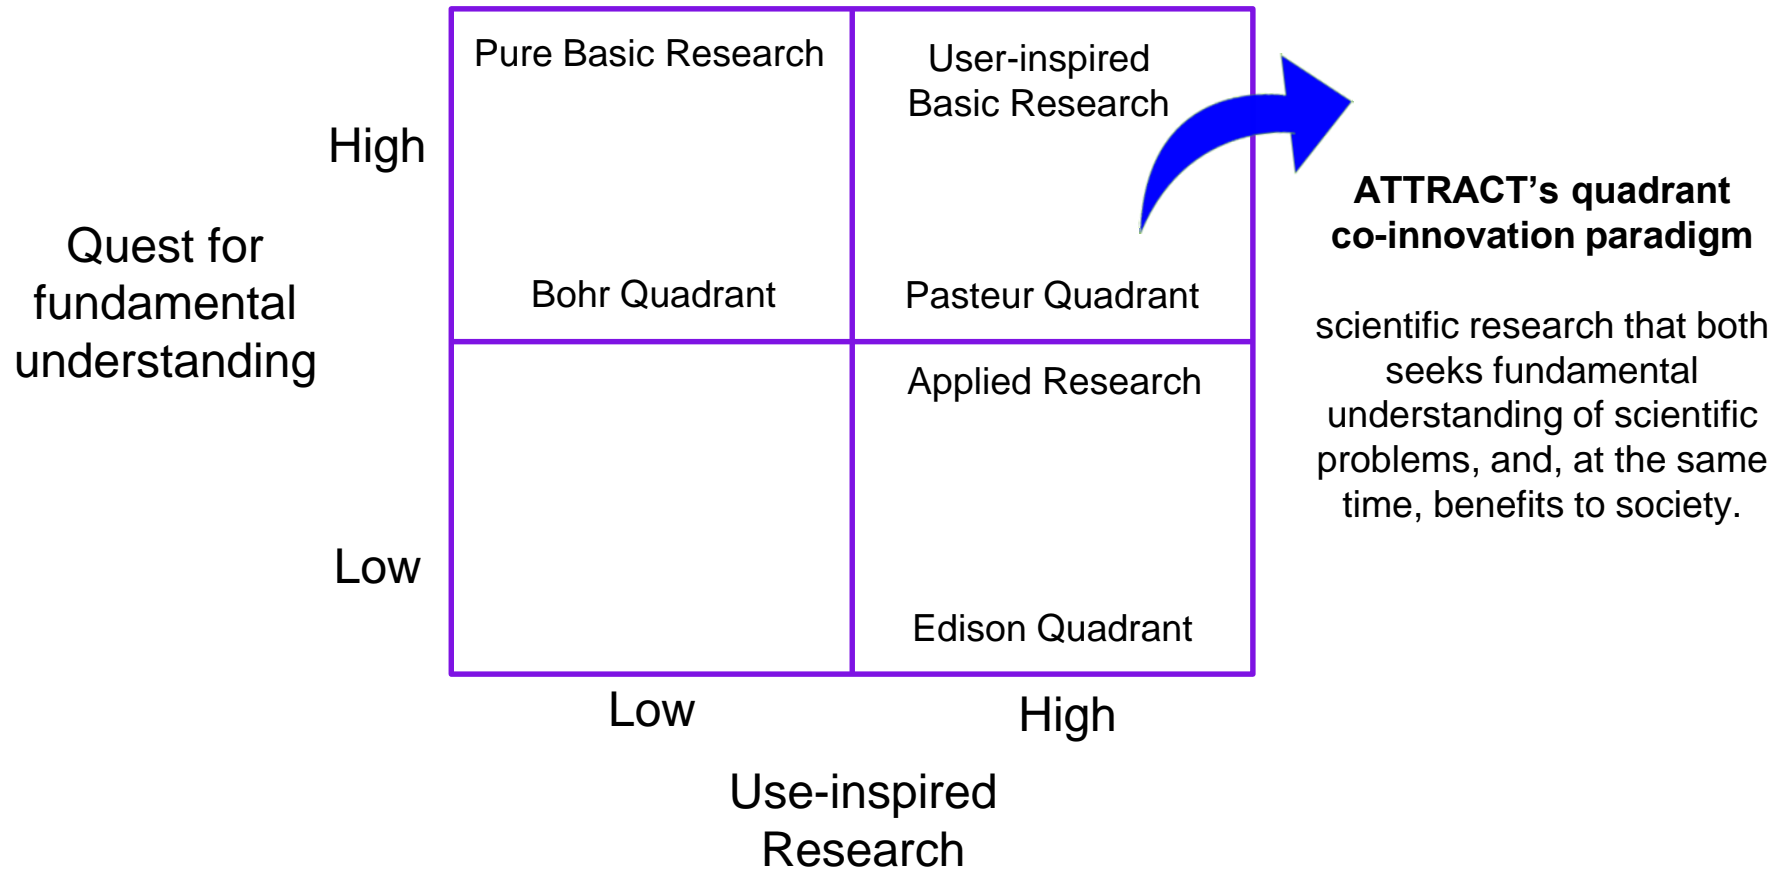 Pure Basic Research
User-inspired
Basic Research
High
Quest for
fundamental
understanding
Bohr Quadrant
Pasteur Quadrant
ATTRACT’s quadrant
co-innovation paradigm
scientific research that both
seeks fundamental
understanding of scientific
problems, and, at the same
time, benefits to society.
Applied Research
Low
Edison Quadrant
Low
High
Use-inspired
Research